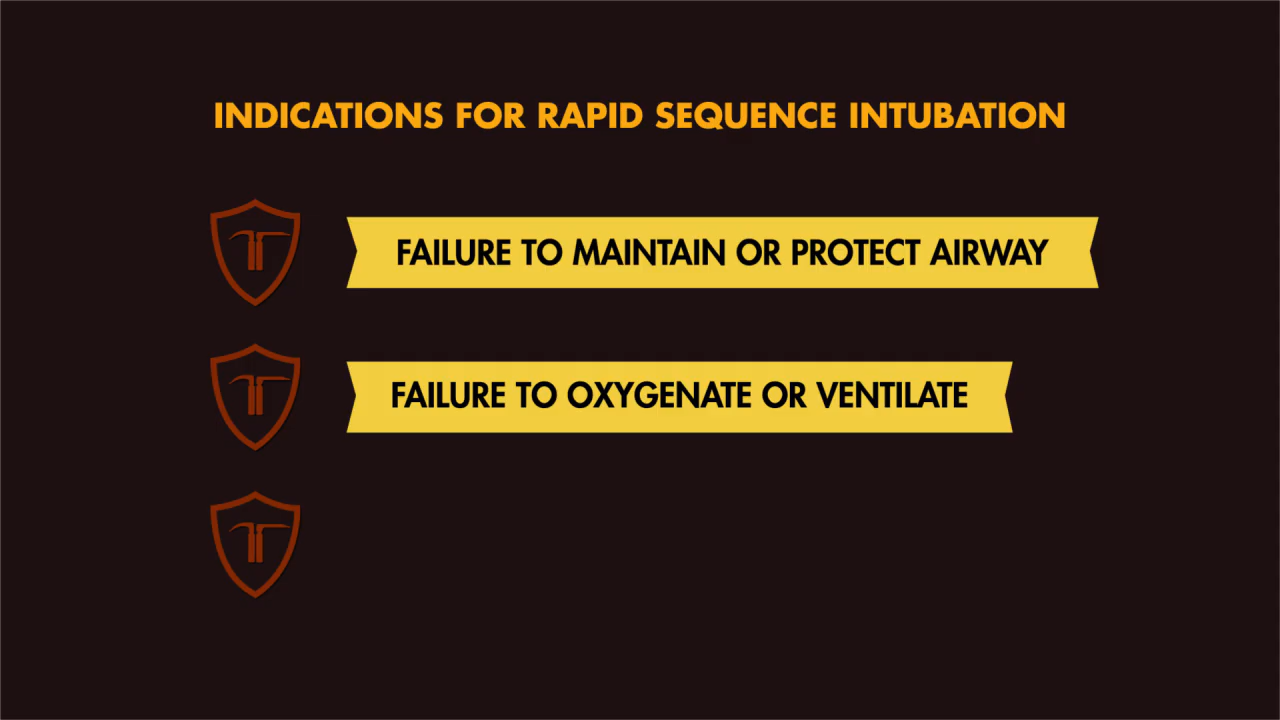 INDICATIONS FOR RAPID SEQUENCE INTUBATION
FAILURE TO MAINTAIN OR PROTECT AIRWAY
FAILURE TO OXYGENATE OR VENTILATE